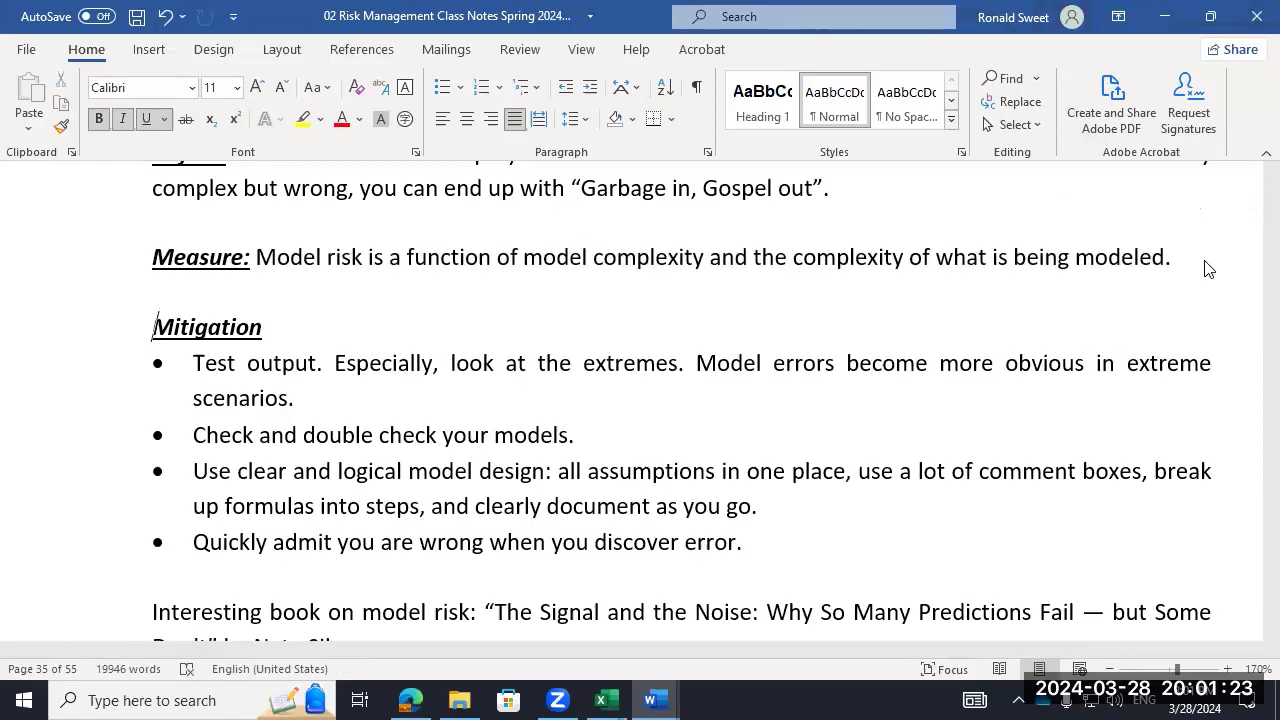 AutoSave Off 02 Risk Management Class Notes Spring 2024... Search Ronald Sweet
File Home Insert Design Layout References Mailings Review View Help Acrobat Share
Paste Calibri 11 Aa AaBbCc AaBbCcDc AaBbCcDc Find Replace Select Create and Share Adobe PDF Request Signatures
Heading 1 ¶ Normal ¶ No Spac...
Clipboard Font Paragraph Styles Editing Adobe Acrobat
complex but wrong, you can end up with “Garbage in, Gospel out”.
Measure: Model risk is a function of model complexity and the complexity of what is being modeled.
Mitigation
• Test output. Especially, look at the extremes. Model errors become more obvious in extreme
scenarios.
• Check and double check your models.
• Use clear and logical model design: all assumptions in one place, use a lot of comment boxes, break
up formulas into steps, and clearly document as you go.
• Quickly admit you are wrong when you discover error.
Interesting book on model risk: “The Signal and the Noise: Why So Many Predictions Fail — but Some
Page 35 of 55 19946 words English (United States) Focus 170%
Type here to search ENG 2024-03-28 20:01:23
3/28/2024